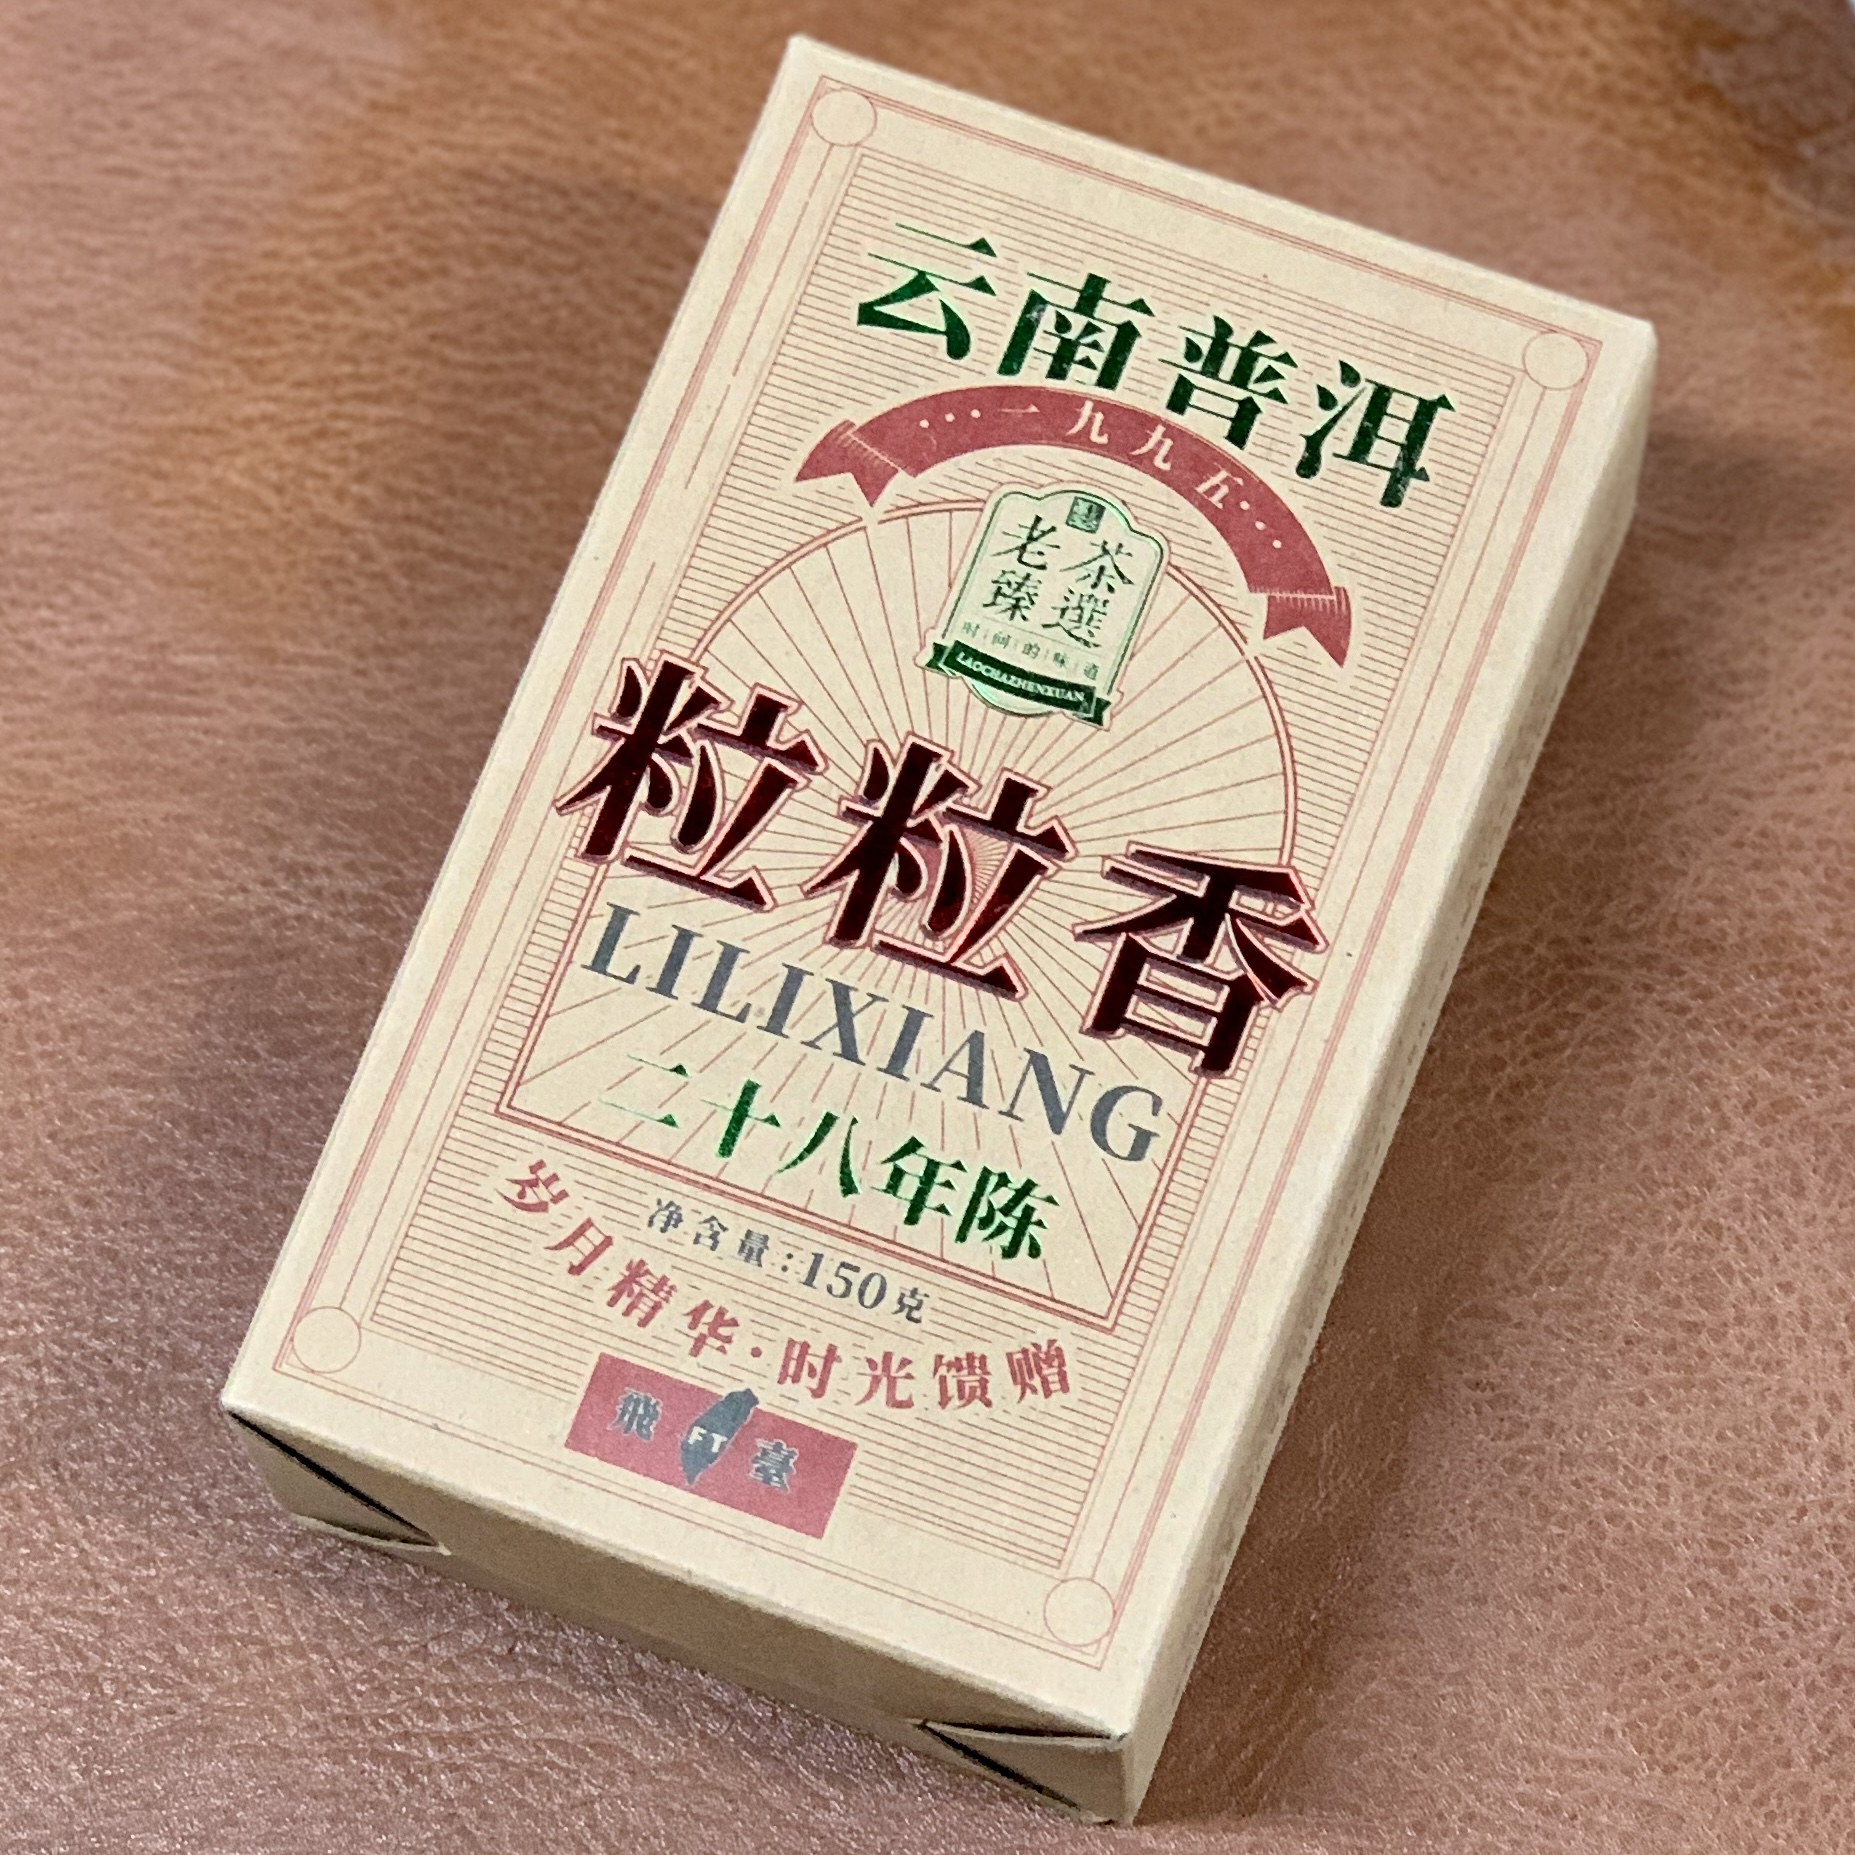 云南普洱
···一九九五···
老茶
臻選
时间的味道
LAOCHAZHENXUAN
粒粒香
LILIXIANG
二十八年陈
净含量:150克
岁月精华·时光馈赠
飛 FT 臺